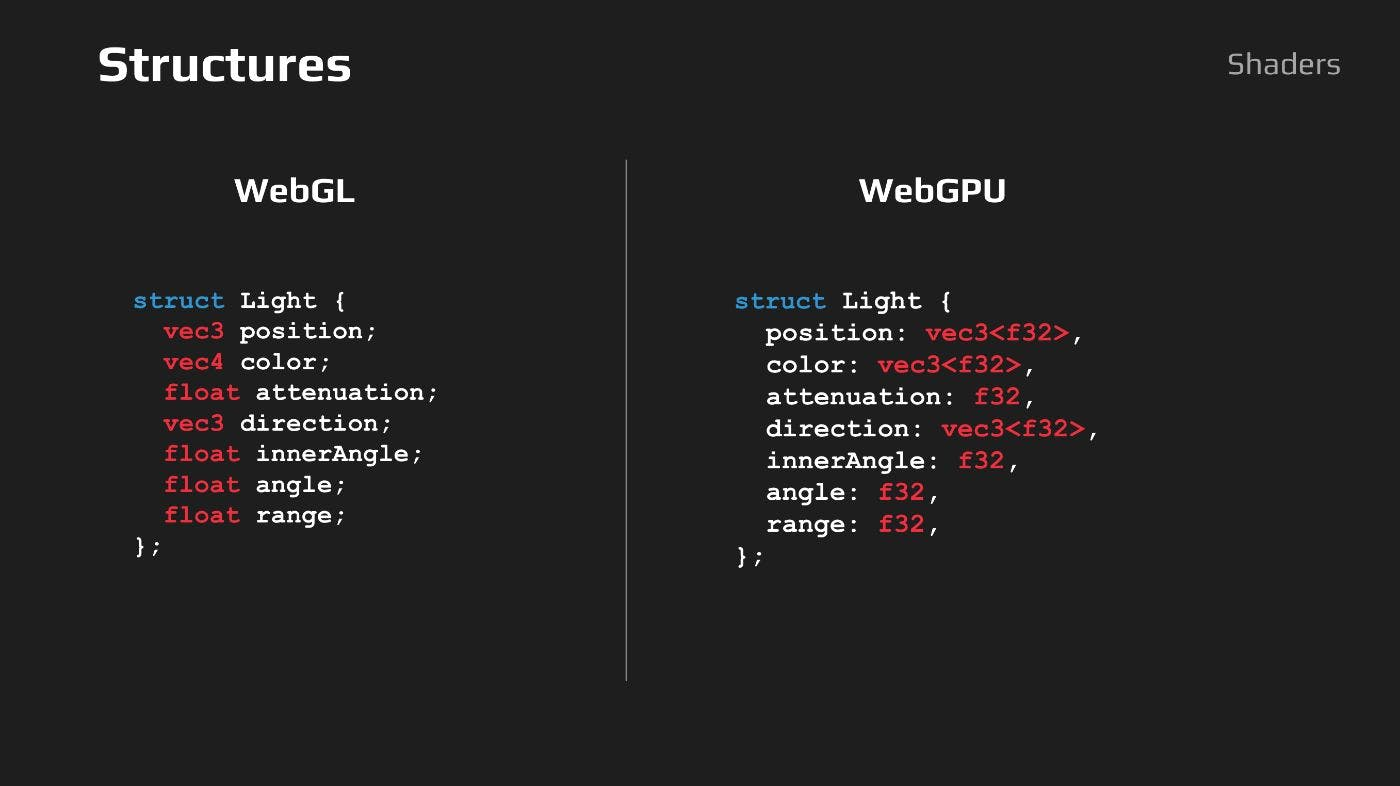 Structures
Shaders
WebGL
struct Light {
  vec3 position;
  vec4 color;
  float attenuation;
  vec3 direction;
  float innerAngle;
  float angle;
  float range;
};
WebGPU
struct Light {
  position: vec3<f32>,
  color: vec3<f32>,
  attenuation: f32,
  direction: vec3<f32>,
  innerAngle: f32,
  angle: f32,
  range: f32,
};